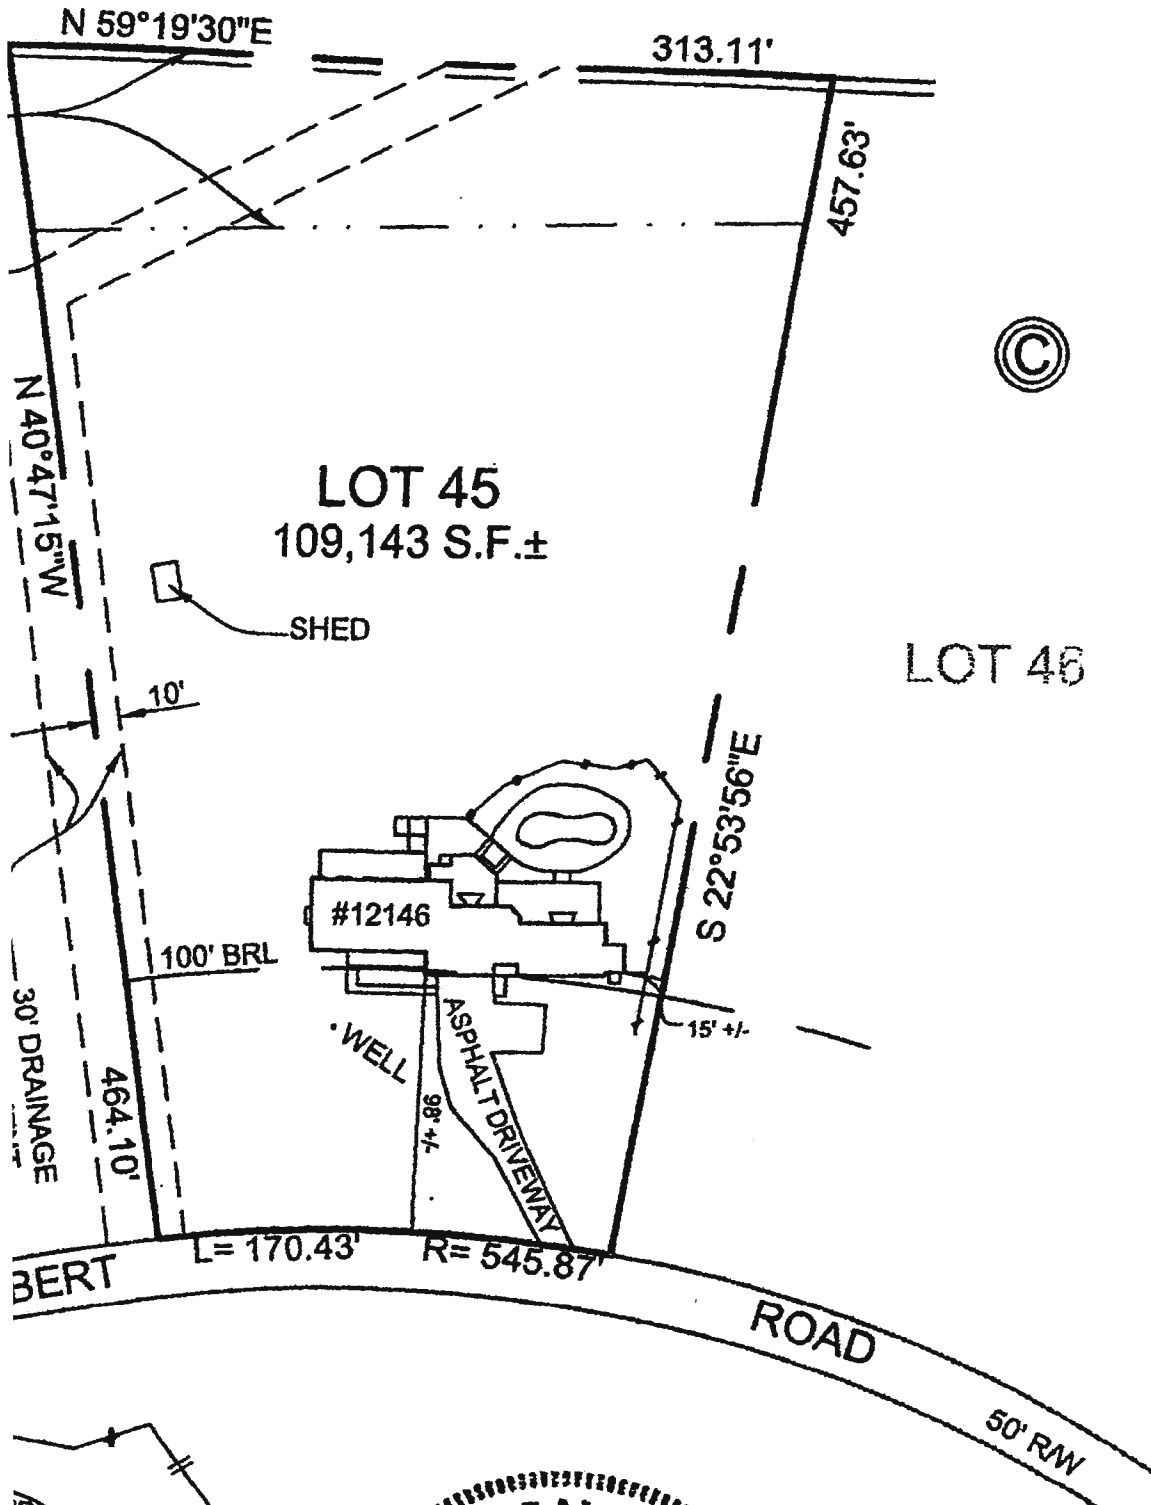 N 59°19'30"E
313.11'
457.63'
C
N 40°47'15"W
LOT 45
109,143 S.F.±
SHED
LOT 46
10'
S 22°53'56"E
#12146
100' BRL
30' DRAINAGE
WELL
ASPHALT DRIVEWAY
15' +/-
98' +/-
464.10'
L= 170.43'
R= 545.87'
BERT
ROAD
50' R/W